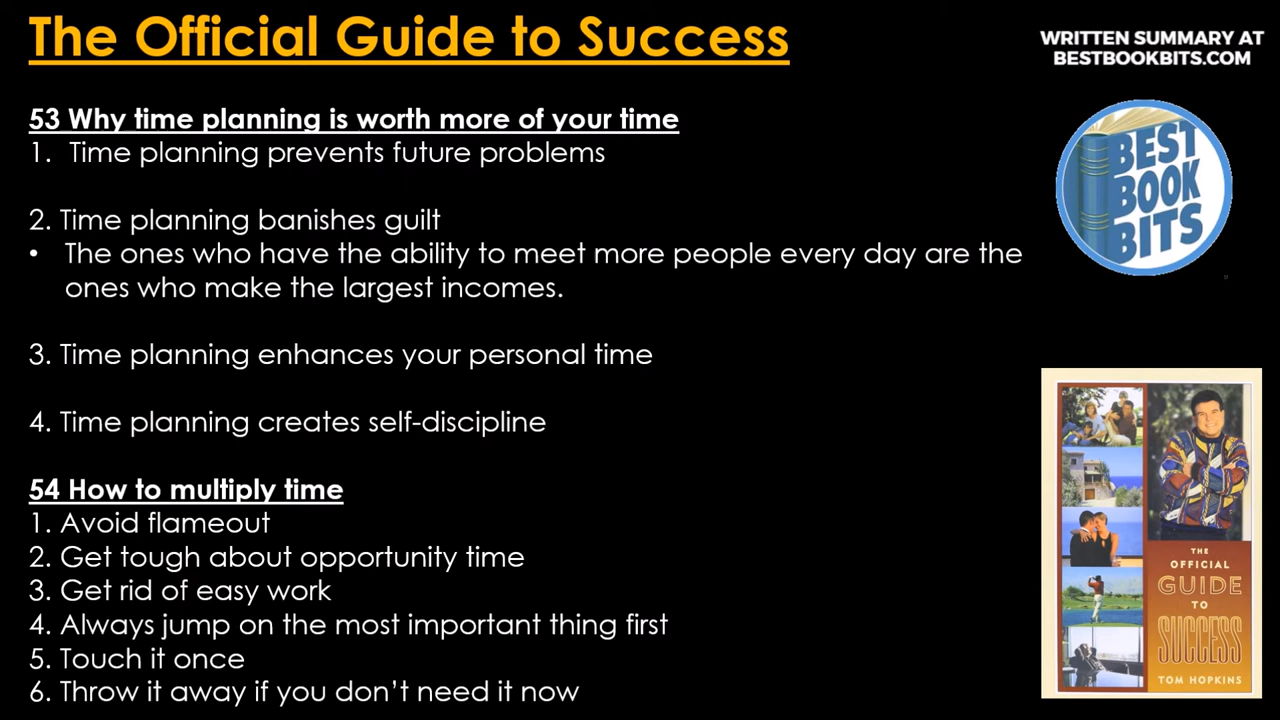 The Official Guide to Success
WRITTEN SUMMARY AT
BESTBOOKBITS.COM
53 Why time planning is worth more of your time
1. Time planning prevents future problems
2. Time planning banishes guilt
• The ones who have the ability to meet more people every day are the
ones who make the largest incomes.
3. Time planning enhances your personal time
4. Time planning creates self-discipline
54 How to multiply time
1. Avoid flameout
2. Get tough about opportunity time
3. Get rid of easy work
4. Always jump on the most important thing first
5. Touch it once
6. Throw it away if you don’t need it now
BEST
BOOK
BITS
THE
OFFICIAL
GUIDE
TO
SUCCESS
TOM HOPKINS